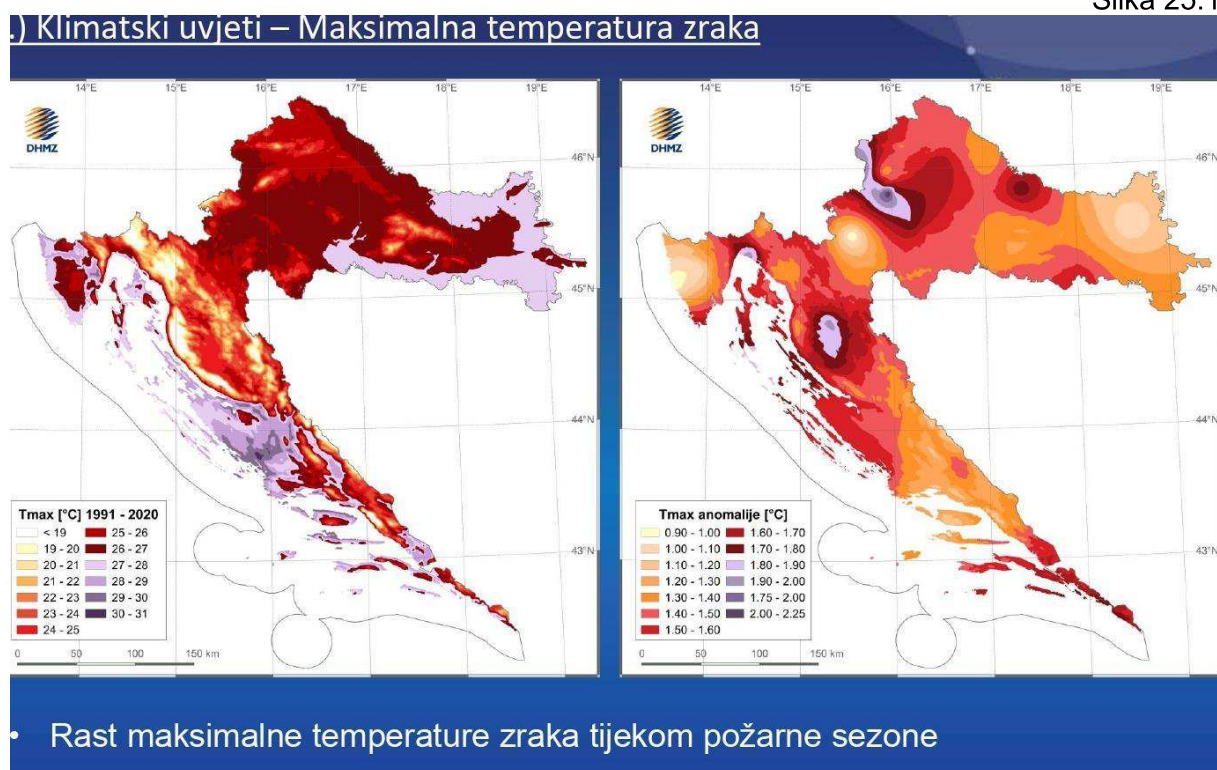 Slika 25.1
.) Klimatski uvjeti – Maksimalna temperatura zraka
14°E 15°E 16°E 17°E 18°E 19°E
DHMZ
46°N
45°N
44°N
43°N
Tmax [°C] 1991 - 2020
< 19 25 - 26
19 - 20 26 - 27
20 - 21 27 - 28
21 - 22 28 - 29
22 - 23 29 - 30
23 - 24 30 - 31
24 - 25
0 50 100 150 km
14°E 15°E 16°E 17°E 18°E 19°E
DHMZ
46°N
45°N
44°N
43°N
Tmax anomalije [°C]
0.90 - 1.00 1.60 - 1.70
1.00 - 1.10 1.70 - 1.80
1.10 - 1.20 1.80 - 1.90
1.20 - 1.30 1.90 - 2.00
1.30 - 1.40 1.75 - 2.00
1.40 - 1.50 2.00 - 2.25
1.50 - 1.60
0 50 100 150 km
• Rast maksimalne temperature zraka tijekom požarne sezone